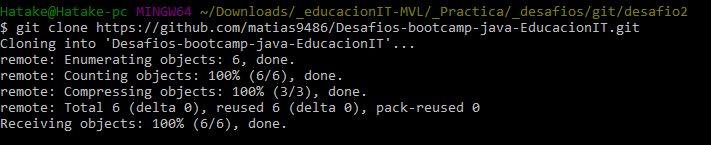 Hatake@Hatake-pc MINGW64 ~/Downloads/_educacionIT-MVL/_Practica/_desafios/git/desafio2
$ git clone https://github.com/matias9486/Desafios-bootcamp-java-EducacionIT.git
Cloning into 'Desafios-bootcamp-java-EducacionIT'...
remote: Enumerating objects: 6, done.
remote: Counting objects: 100% (6/6), done.
remote: Compressing objects: 100% (3/3), done.
remote: Total 6 (delta 0), reused 6 (delta 0), pack-reused 0
Receiving objects: 100% (6/6), done.